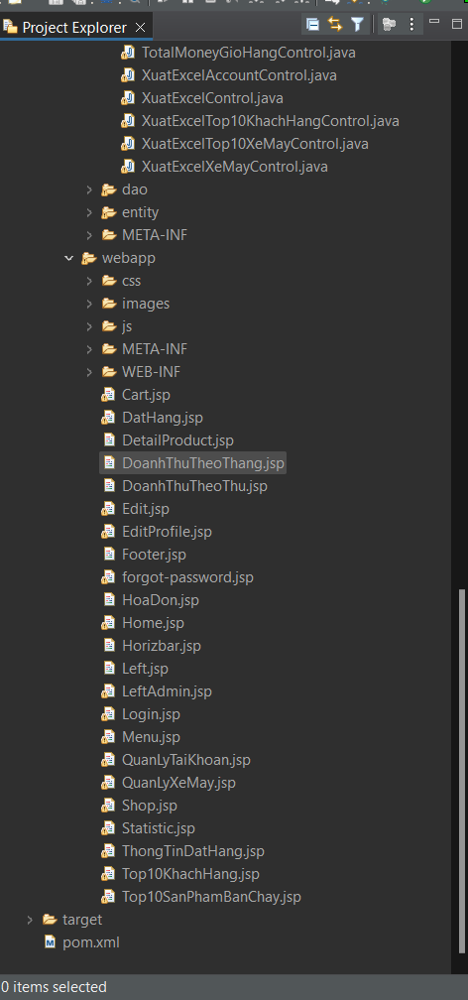 Project Explorer
TotalMoneyGioHangControl.java
XuatExcelAccountControl.java
XuatExcelControl.java
XuatExcelTop10KhachHangControl.java
XuatExcelTop10XeMayControl.java
XuatExcelXeMayControl.java
dao
entity
META-INF
webapp
css
images
js
META-INF
WEB-INF
Cart.jsp
DatHang.jsp
DetailProduct.jsp
DoanhThuTheoThang.jsp
DoanhThuTheoThu.jsp
Edit.jsp
EditProfile.jsp
Footer.jsp
forgot-password.jsp
HoaDon.jsp
Home.jsp
Horizbar.jsp
Left.jsp
LeftAdmin.jsp
Login.jsp
Menu.jsp
QuanLyTaiKhoan.jsp
QuanLyXeMay.jsp
Shop.jsp
Statistic.jsp
ThongTinDatHang.jsp
Top10KhachHang.jsp
Top10SanPhamBanChay.jsp
target
pom.xml
0 items selected